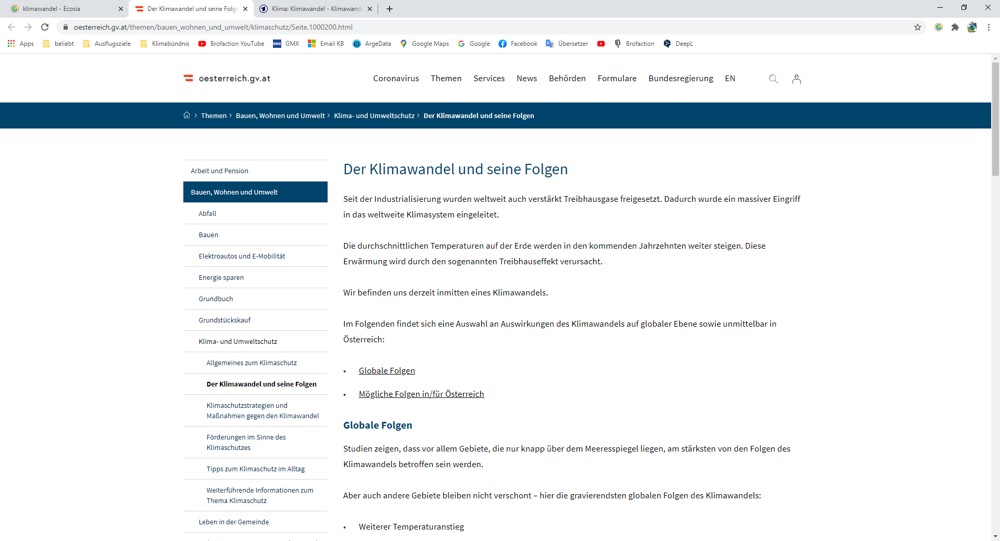 klimawandel - Ecosia
Der Klimawandel und seine Folge
Klima: Klimawandel - Klimawand
oesterreich.gv.at/themen/bauen_wohnen_und_umwelt/klimaschutz/Seite.1000200.html
Apps beliebt Ausflugsziele Klimabündnis Brofaction YouTube GMX GMX Email KB ArgeData Google Maps Google Facebook Übersetzer Brofaction DeepL
oesterreich.gv.at
Coronavirus Themen Services News Behörden Formulare Bundesregierung EN
Themen > Bauen, Wohnen und Umwelt > Klima- und Umweltschutz > Der Klimawandel und seine Folgen
Arbeit und Pension
Bauen, Wohnen und Umwelt
Abfall
Bauen
Elektroautos und E-Mobilität
Energie sparen
Grundbuch
Grundstückskauf
Klima- und Umweltschutz
Allgemeines zum Klimaschutz
Der Klimawandel und seine Folgen
Klimaschutzstrategien und
Maßnahmen gegen den Klimawandel
Förderungen im Sinne des
Klimaschutzes
Tipps zum Klimaschutz im Alltag
Weiterführende Informationen zum
Thema Klimaschutz
Leben in der Gemeinde
Der Klimawandel und seine Folgen
Seit der Industrialisierung wurden weltweit auch verstärkt Treibhausgase freigesetzt. Dadurch wurde ein massiver Eingriff
in das weltweite Klimasystem eingeleitet.
Die durchschnittlichen Temperaturen auf der Erde werden in den kommenden Jahrzehnten weiter steigen. Diese
Erwärmung wird durch den sogenannten Treibhauseffekt verursacht.
Wir befinden uns derzeit inmitten eines Klimawandels.
Im Folgenden findet sich eine Auswahl an Auswirkungen des Klimawandels auf globaler Ebene sowie unmittelbar in
Österreich:
• Globale Folgen
• Mögliche Folgen in/für Österreich
Globale Folgen
Studien zeigen, dass vor allem Gebiete, die nur knapp über dem Meeresspiegel liegen, am stärksten von den Folgen des
Klimawandels betroffen sein werden.
Aber auch andere Gebiete bleiben nicht verschont – hier die gravierendsten globalen Folgen des Klimawandels:
• Weiterer Temperaturanstieg